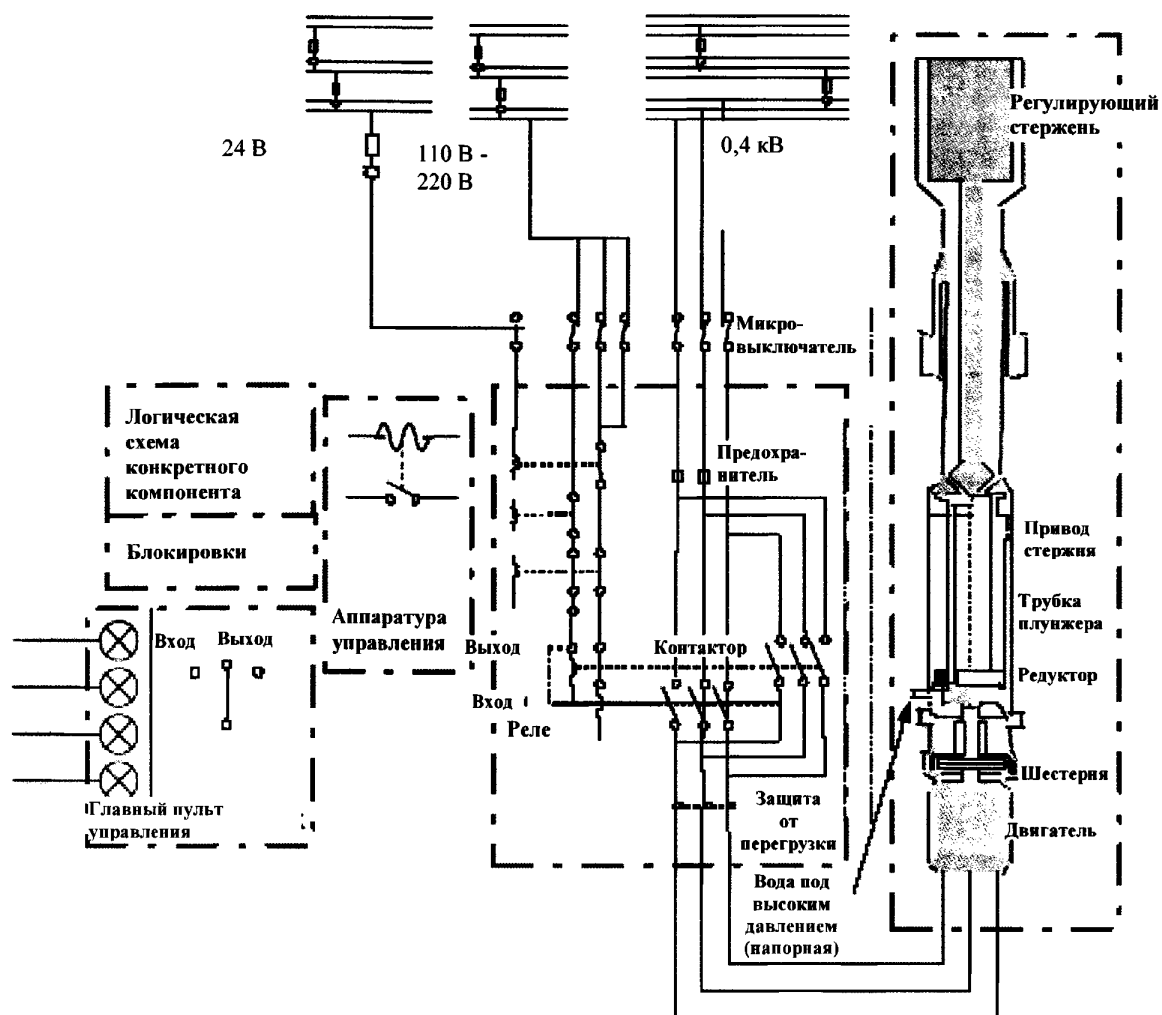 24 В
110 В -
220 В
0,4 кВ
Регулирующий
стержень
Микро-
выключатель
Логическая
схема
конкретного
компонента
Блокировки
Аппаратура
управления
Предохра-
нитель
Привод
стержня
Трубка
плунжера
Редуктор
Вход
Выход
Выход
Контактор
Вход
Реле
Шестерня
Главный пульт
управления
Защита
от
перегрузки
Двигатель
Вода под
высоким
давлением
(напорная)